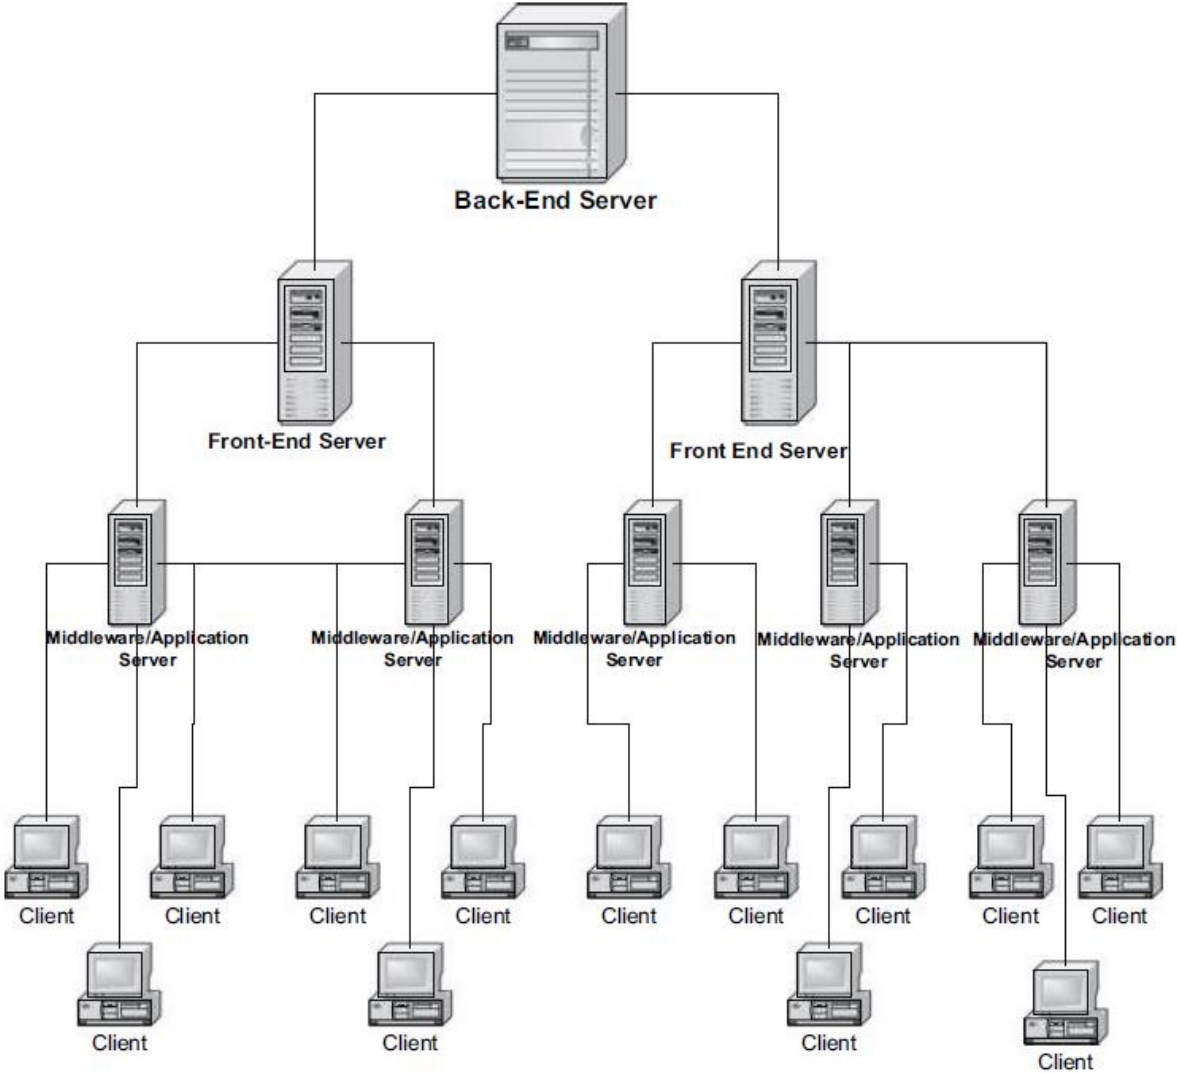 Back-End Server
Front-End Server
Front End Server
Middleware/Application
Server
Middleware/Application
Server
Middleware/Application
Server
Middleware/Application
Server
Middleware/Application
Server
Client
Client
Client
Client
Client
Client
Client
Client
Client
Client
Client
Client
Client